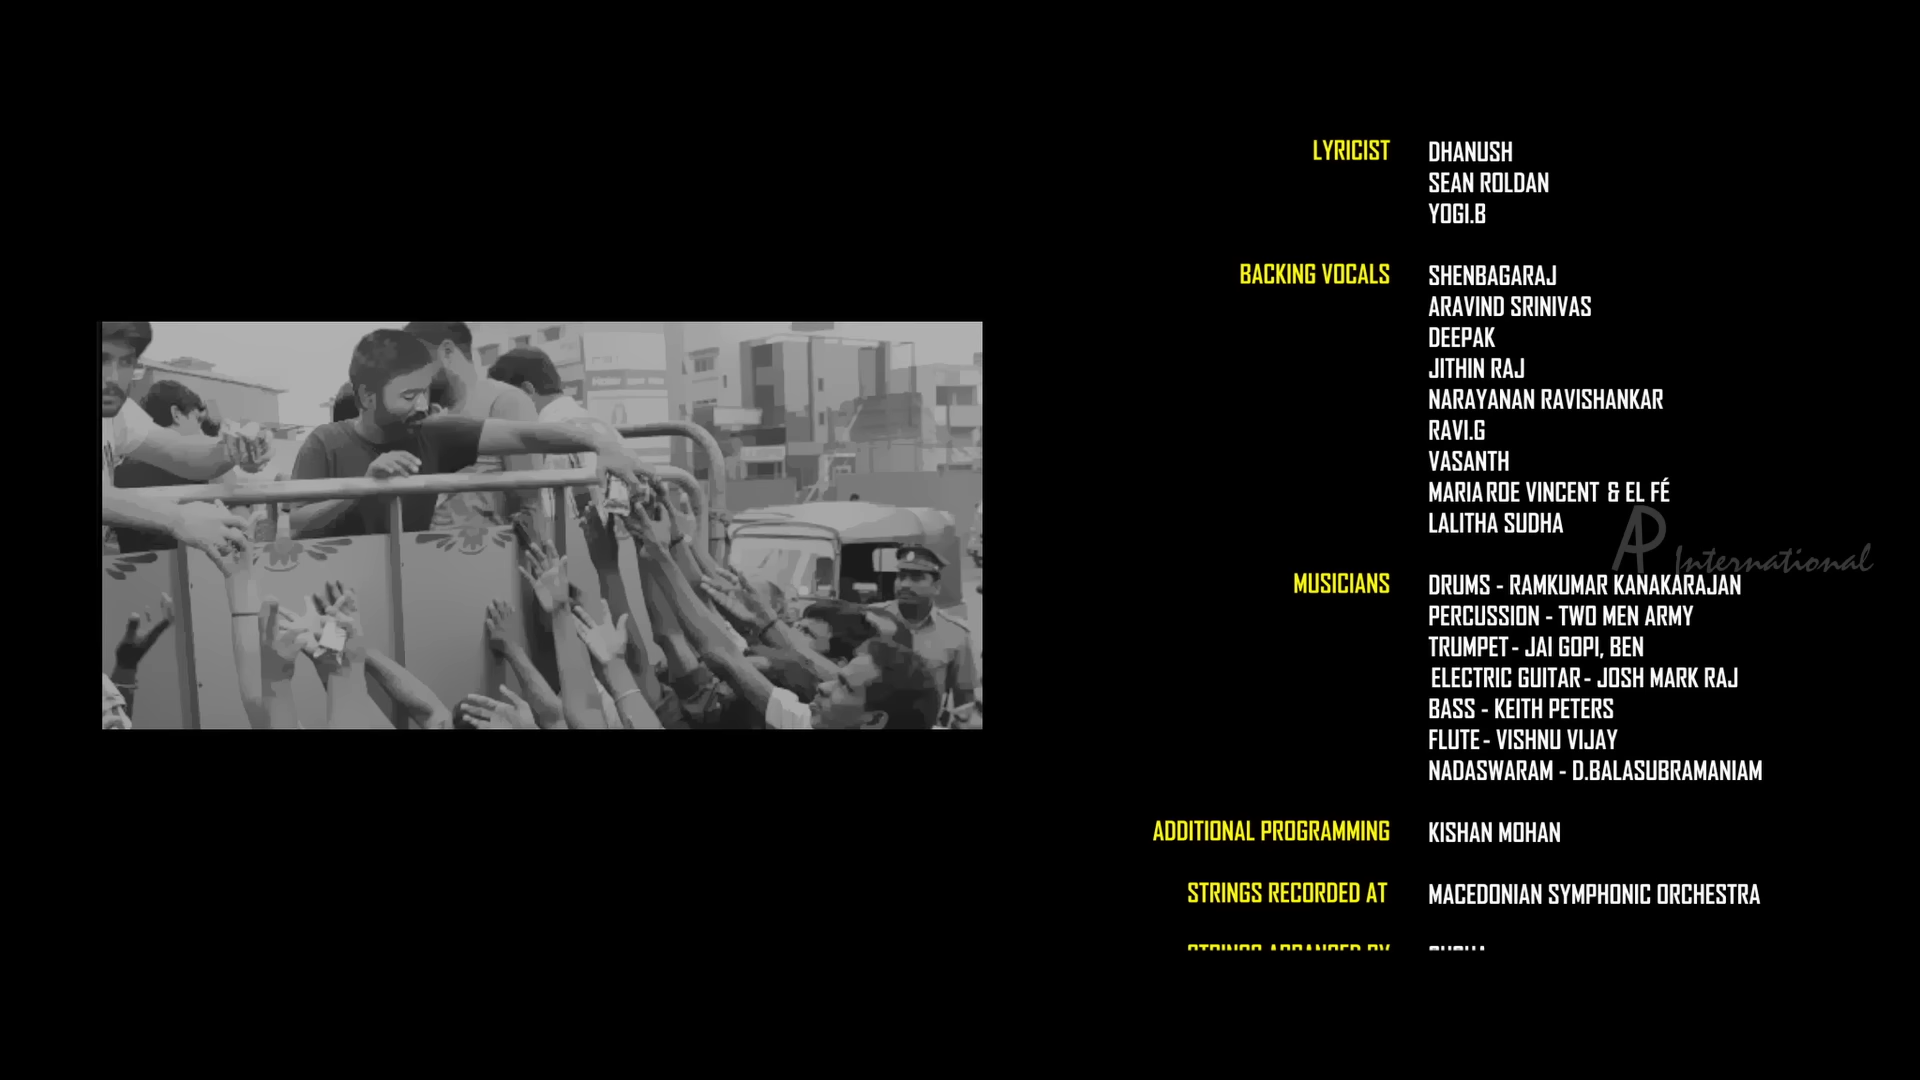 LYRICIST DHANUSH
SEAN ROLDAN
YOGI.B
BACKING VOCALS SHENBAGARAJ
ARAVIND SRINIVAS
DEEPAK
JITHIN RAJ
NARAYANAN RAVISHANKAR
RAVI.G
VASANTH
MARIA ROE VINCENT & EL FÉ
LALITHA SUDHA
AP International
MUSICIANS DRUMS - RAMKUMAR KANAKARAJAN
PERCUSSION - TWO MEN ARMY
TRUMPET - JAI GOPI, BEN
ELECTRIC GUITAR - JOSH MARK RAJ
BASS - KEITH PETERS
FLUTE - VISHNU VIJAY
NADASWARAM - D.BALASUBRAMANIAM
ADDITIONAL PROGRAMMING KISHAN MOHAN
STRINGS RECORDED AT MACEDONIAN SYMPHONIC ORCHESTRA
STRINGS ARRANGED BY